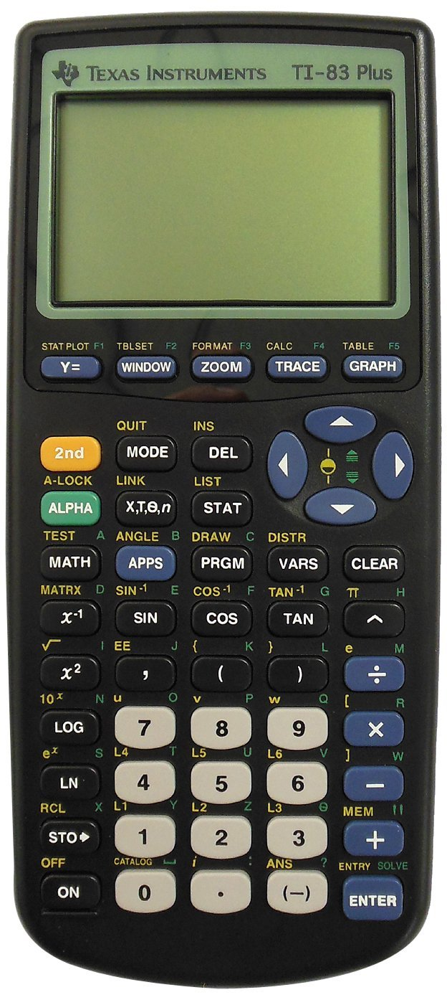 TEXAS INSTRUMENTS TI-83 Plus
STAT PLOT F1 TBLSET F2 FORMAT F3 CALC F4 TABLE F5
Y= WINDOW ZOOM TRACE GRAPH
QUIT INS
2nd MODE DEL
A-LOCK LINK LIST
ALPHA X,T,Θ,n STAT
TEST A ANGLE B DRAW C DISTR
MATH APPS PRGM VARS CLEAR
MATRX D SIN⁻¹ E COS⁻¹ F TAN⁻¹ G π H
x⁻¹ SIN COS TAN ^
√ I EE J { K } L e M
x² , ( ) ÷
10ˣ N u O v P w Q [ R
LOG 7 8 9 ×
eˣ S L4 T L5 U L6 V ] W
LN 4 5 6 −
RCL X L1 Y L2 Z L3 θ MEM "
STO▸ 1 2 3 +
OFF CATALOG ⎵ i : ANS ? ENTRY SOLVE
ON 0 . (−) ENTER